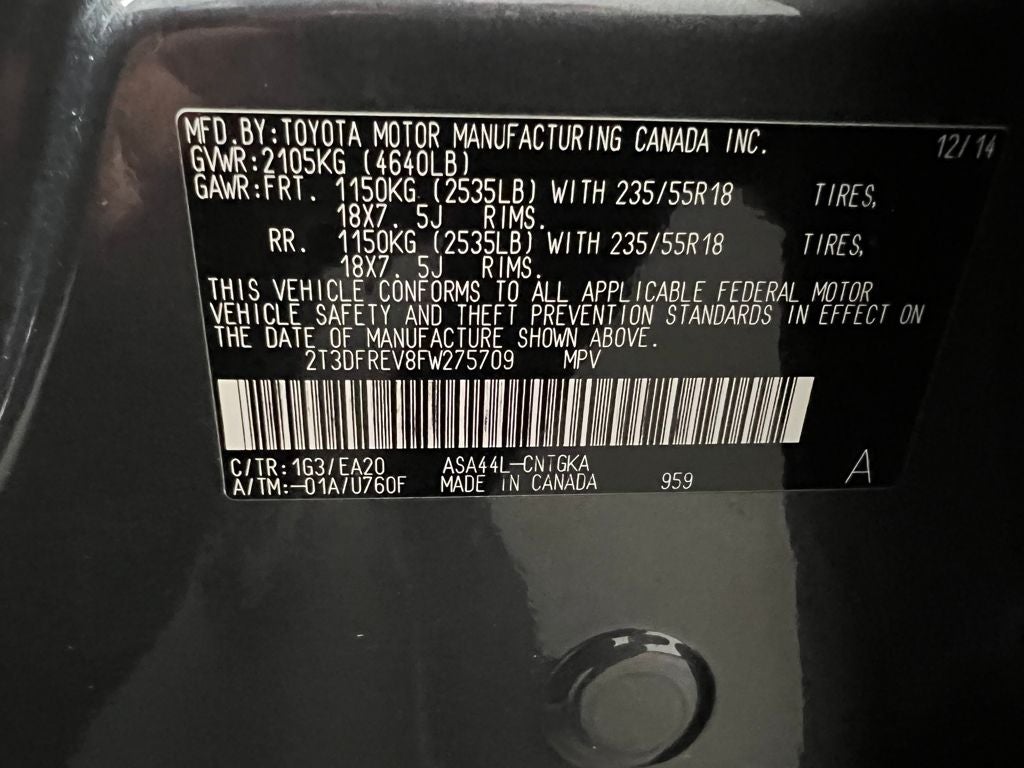 MFD.BY:TOYOTA MOTOR MANUFACTURING CANADA INC. 12/14
GVWR:2105KG (4640LB)
GAWR:FRT. 1150KG (2535LB) WITH 235/55R18 TIRES,
18X7. 5J RIMS.
RR. 1150KG (2535LB) WITH 235/55R18 TIRES,
18X7. 5J RIMS.
THIS VEHICLE CONFORMS TO ALL APPLICABLE FEDERAL MOTOR
VEHICLE SAFETY AND THEFT PREVENTION STANDARDS IN EFFECT ON
THE DATE OF MANUFACTURE SHOWN ABOVE.
2T3DFREV8FW275709 MPV
C/TR:1G3/EA20 ASA44L-CNTGKA
A/TM:-01A/U760F MADE IN CANADA 959 A